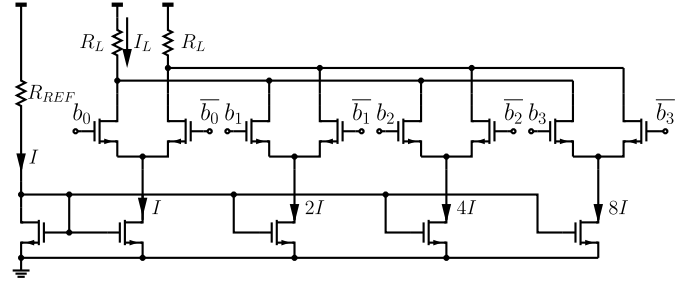 R_L I_L R_L
R_REF
b_0 \overline{b_0} b_1 \overline{b_1} b_2 \overline{b_2} b_3 \overline{b_3}
I
I 2I 4I 8I